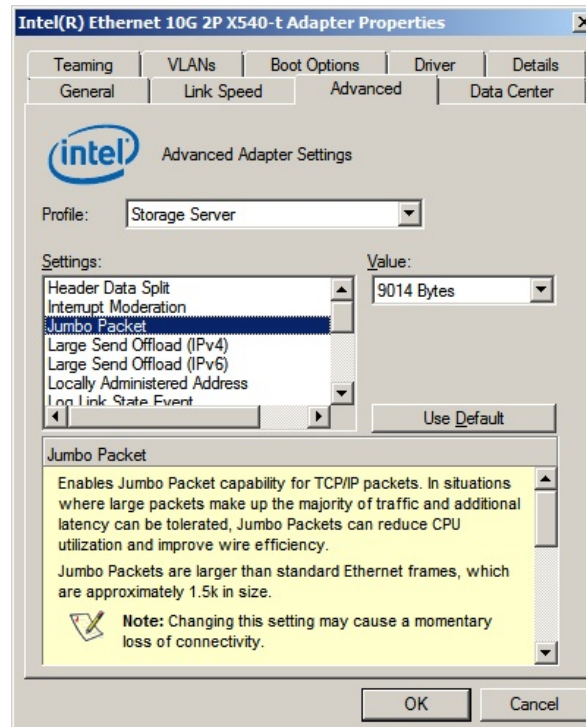 Intel(R) Ethernet 10G 2P X540-t Adapter Properties
Teaming VLANs Boot Options Driver Details
General Link Speed Advanced Data Center
intel Advanced Adapter Settings
Profile: Storage Server
Settings: Value:
Header Data Split 9014 Bytes
Interrupt Moderation
Jumbo Packet
Large Send Offload (IPv4)
Large Send Offload (IPv6)
Locally Administered Address
Log Link State Event
Use Default
Jumbo Packet
Enables Jumbo Packet capability for TCP/IP packets. In situations
where large packets make up the majority of traffic and additional
latency can be tolerated, Jumbo Packets can reduce CPU
utilization and improve wire efficiency.
Jumbo Packets are larger than standard Ethernet frames, which
are approximately 1.5k in size.
Note: Changing this setting may cause a momentary
loss of connectivity.
OK Cancel